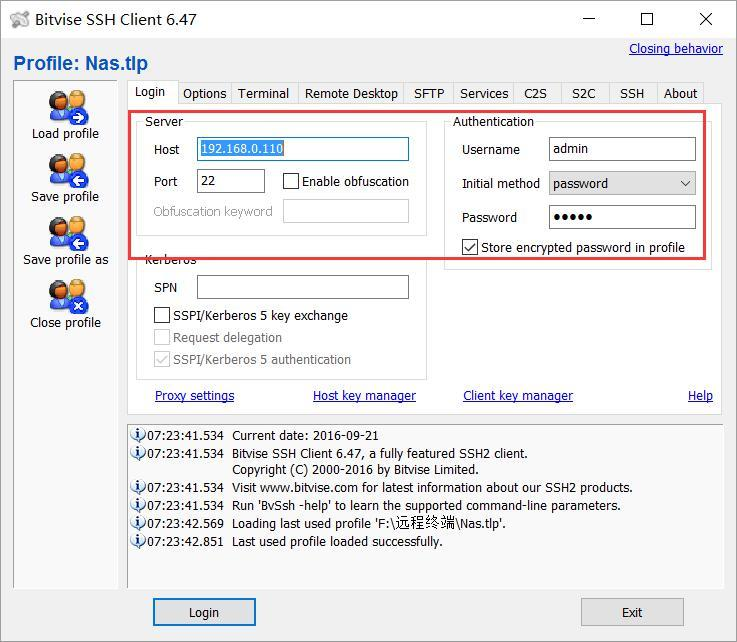 Bitvise SSH Client 6.47
Closing behavior
Profile: Nas.tlp
Load profile
Save profile
Save profile as
Close profile
Login Options Terminal Remote Desktop SFTP Services C2S S2C SSH About
Server
Host 192.168.0.110
Port 22 Enable obfuscation
Obfuscation keyword
Authentication
Username admin
Initial method password
Password ●●●●●
Store encrypted password in profile
Kerberos
SPN
SSPI/Kerberos 5 key exchange
Request delegation
SSPI/Kerberos 5 authentication
Proxy settings Host key manager Client key manager Help
07:23:41.534 Current date: 2016-09-21
07:23:41.534 Bitvise SSH Client 6.47, a fully featured SSH2 client.
Copyright (C) 2000-2016 by Bitvise Limited.
07:23:41.534 Visit www.bitvise.com for latest information about our SSH2 products.
07:23:41.534 Run 'BvSsh -help' to learn the supported command-line parameters.
07:23:42.569 Loading last used profile 'F:\远程终端\Nas.tlp'.
07:23:42.851 Last used profile loaded successfully.
Login Exit